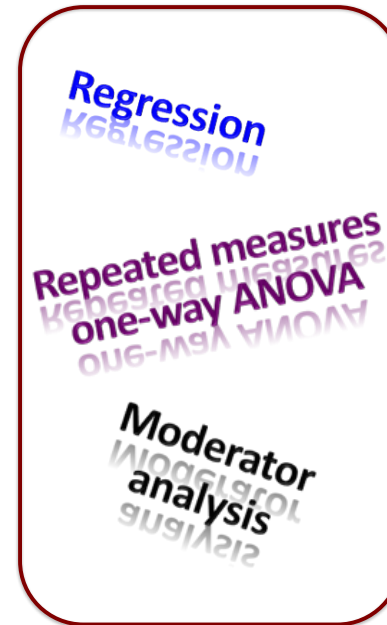 Regression
Repeated measures
one-way ANOVA
Moderator
analysis